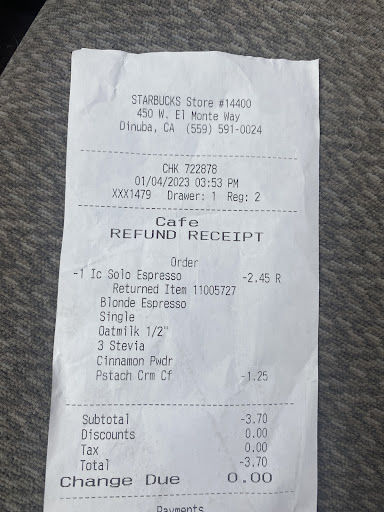 STARBUCKS Store #14400
450 W. El Monte Way
Dinuba, CA (559) 591-0024
CHK 722878
01/04/2023 03:53 PM
XXX1479 Drawer: 1 Reg: 2
Cafe
REFUND RECEIPT
Order
-1 Ic Solo Espresso -2.45 R
Returned Item 11005727
Blonde Espresso
Single
Oatmilk 1/2"
3 Stevia
Cinnamon Pwdr
Pstach Crm Cf -1.25
Subtotal -3.70
Discounts 0.00
Tax 0.00
Total -3.70
Change Due 0.00
Payments